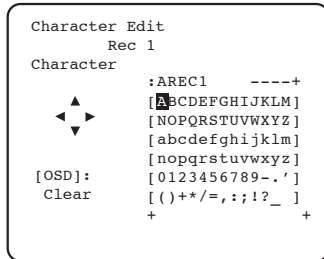 Character Edit
Rec 1
Character
:AREC1 ----+
[ABCDEFGHIJKLM]
[NOPQRSTUVWXYZ]
[abcdefghijklm]
[nopqrstuvwxyz]
[OSD]: [0123456789-.']
Clear [()+*/=,:;!?_ ]
+ +